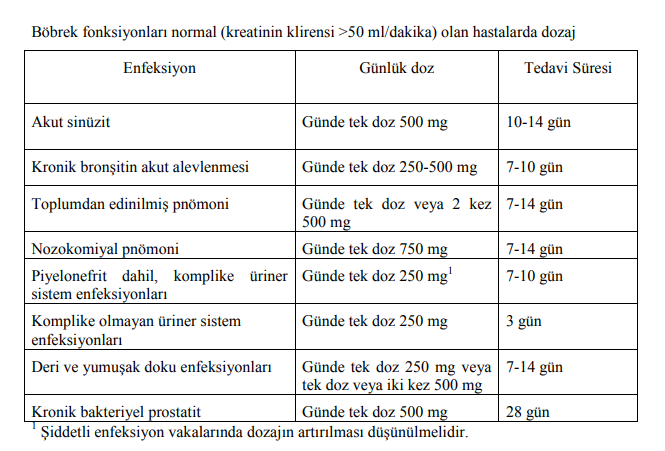 Böbrek fonksiyonları normal (kreatinin klirensi >50 ml/dakika) olan hastalarda dozaj
Enfeksiyon Günlük doz Tedavi Süresi
Akut sinüzit Günde tek doz 500 mg 10-14 gün
Kronik bronşitin akut alevlenmesi Günde tek doz 250-500 mg 7-10 gün
Toplumdan edinilmiş pnömoni Günde tek doz veya 2 kez 7-14 gün
500 mg
Nozokomiyal pnömoni Günde tek doz 750 mg 7-14 gün
Piyelonefrit dahil, komplike üriner Günde tek doz 250 mg¹ 7-10 gün
sistem enfeksiyonları
Komplike olmayan üriner sistem Günde tek doz 250 mg 3 gün
enfeksiyonları
Deri ve yumuşak doku enfeksiyonları Günde tek doz 250 mg veya 7-14 gün
tek doz veya iki kez 500 mg
Kronik bakteriyel prostatit Günde tek doz 500 mg 28 gün
¹ Şiddetli enfeksiyon vakalarında dozajın artırılması düşünülmelidir.